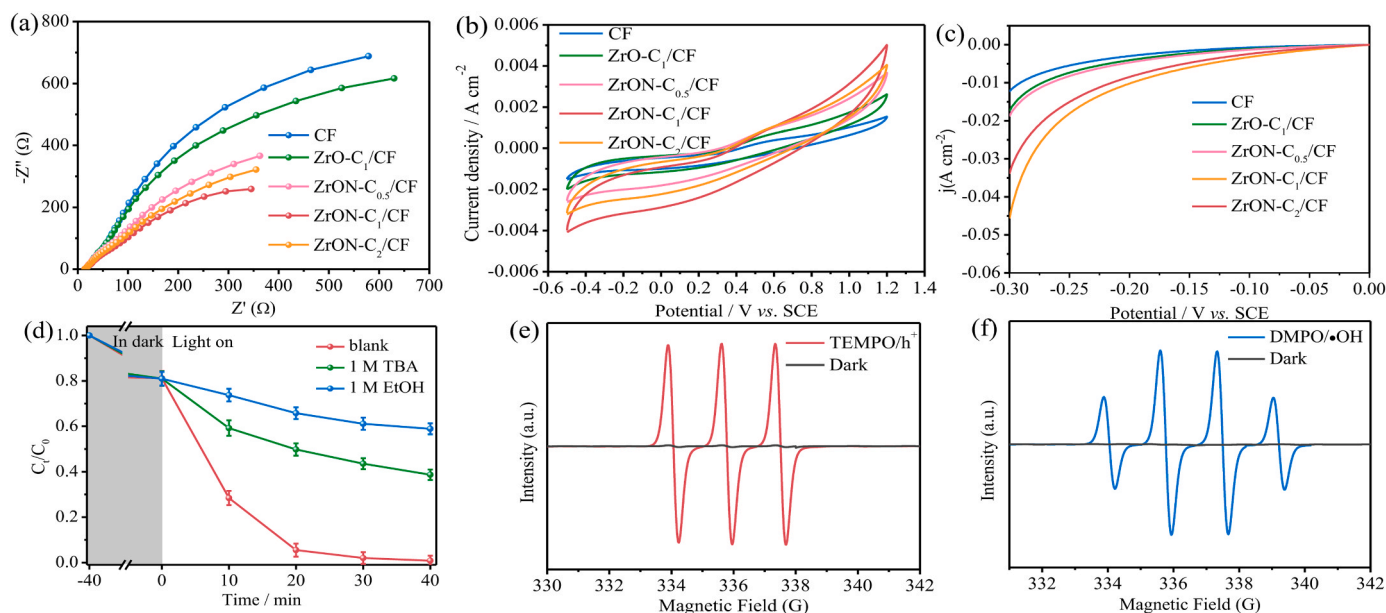 (a)
800
600
400
200
0
-Z'' (Ω)
CF
ZrO-C1/CF
ZrON-C0.5/CF
ZrON-C1/CF
ZrON-C2/CF
0 100 200 300 400 500 600 700
Z' (Ω)
(b)
0.006
0.004
0.002
0.000
-0.002
-0.004
-0.006
Current density / A cm-2
CF
ZrO-C1/CF
ZrON-C0.5/CF
ZrON-C1/CF
ZrON-C2/CF
-0.6 -0.4 -0.2 0.0 0.2 0.4 0.6 0.8 1.0 1.2 1.4
Potential / V vs. SCE
(c)
0.00
-0.01
-0.02
-0.03
-0.04
-0.05
-0.06
j(A cm-2)
CF
ZrO-C1/CF
ZrON-C0.5/CF
ZrON-C1/CF
ZrON-C2/CF
-0.30 -0.25 -0.20 -0.15 -0.10 -0.05 0.00
Potential / V vs. SCE
(d)
1.0
0.8
0.6
0.4
0.2
0.0
Ct/C0
In dark Light on
blank
1 M TBA
1 M EtOH
-40 0 10 20 30 40
Time / min
(e)
Intensity (a.u.)
TEMPO/h+
Dark
330 332 334 336 338 340 342
Magnetic Field (G)
(f)
Intensity (a.u.)
DMPO/•OH
Dark
332 334 336 338 340 342
Magnetic Field (G)